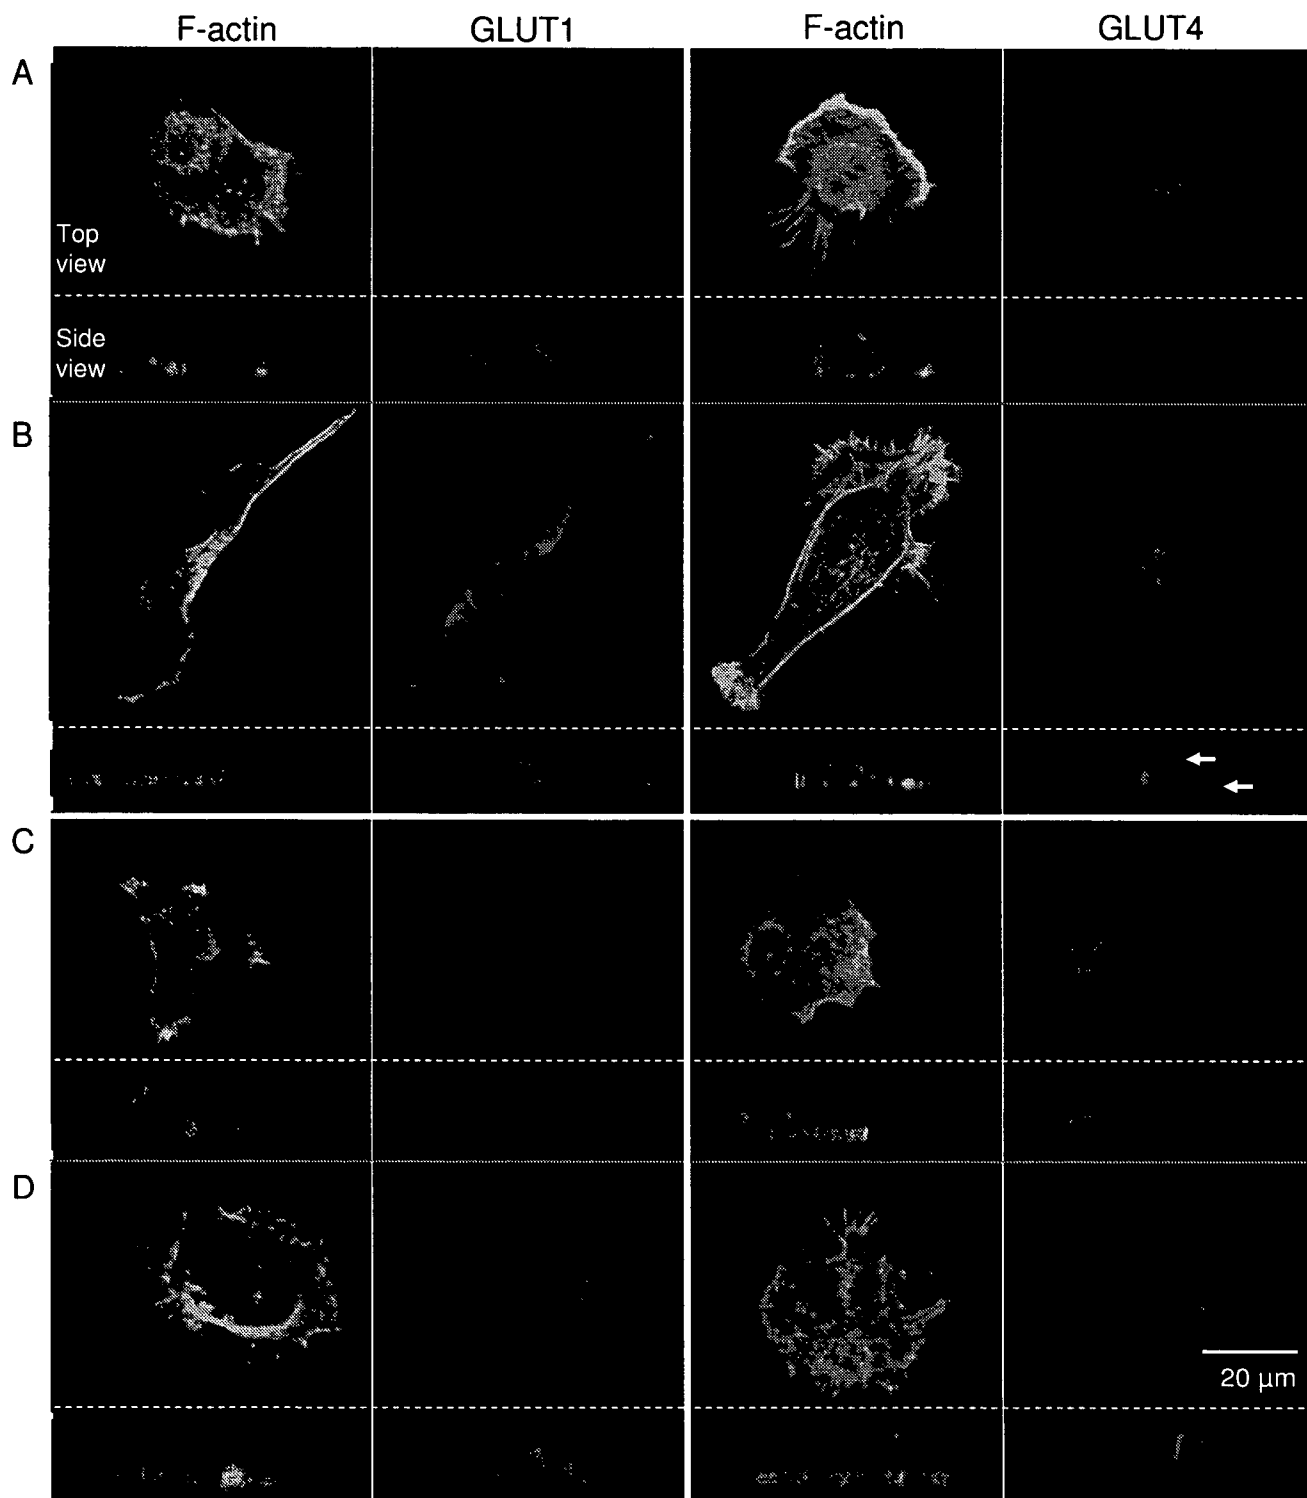 F-actin GLUT1 F-actin GLUT4
A
Top
view
Side
view
B
C
D
20 μm